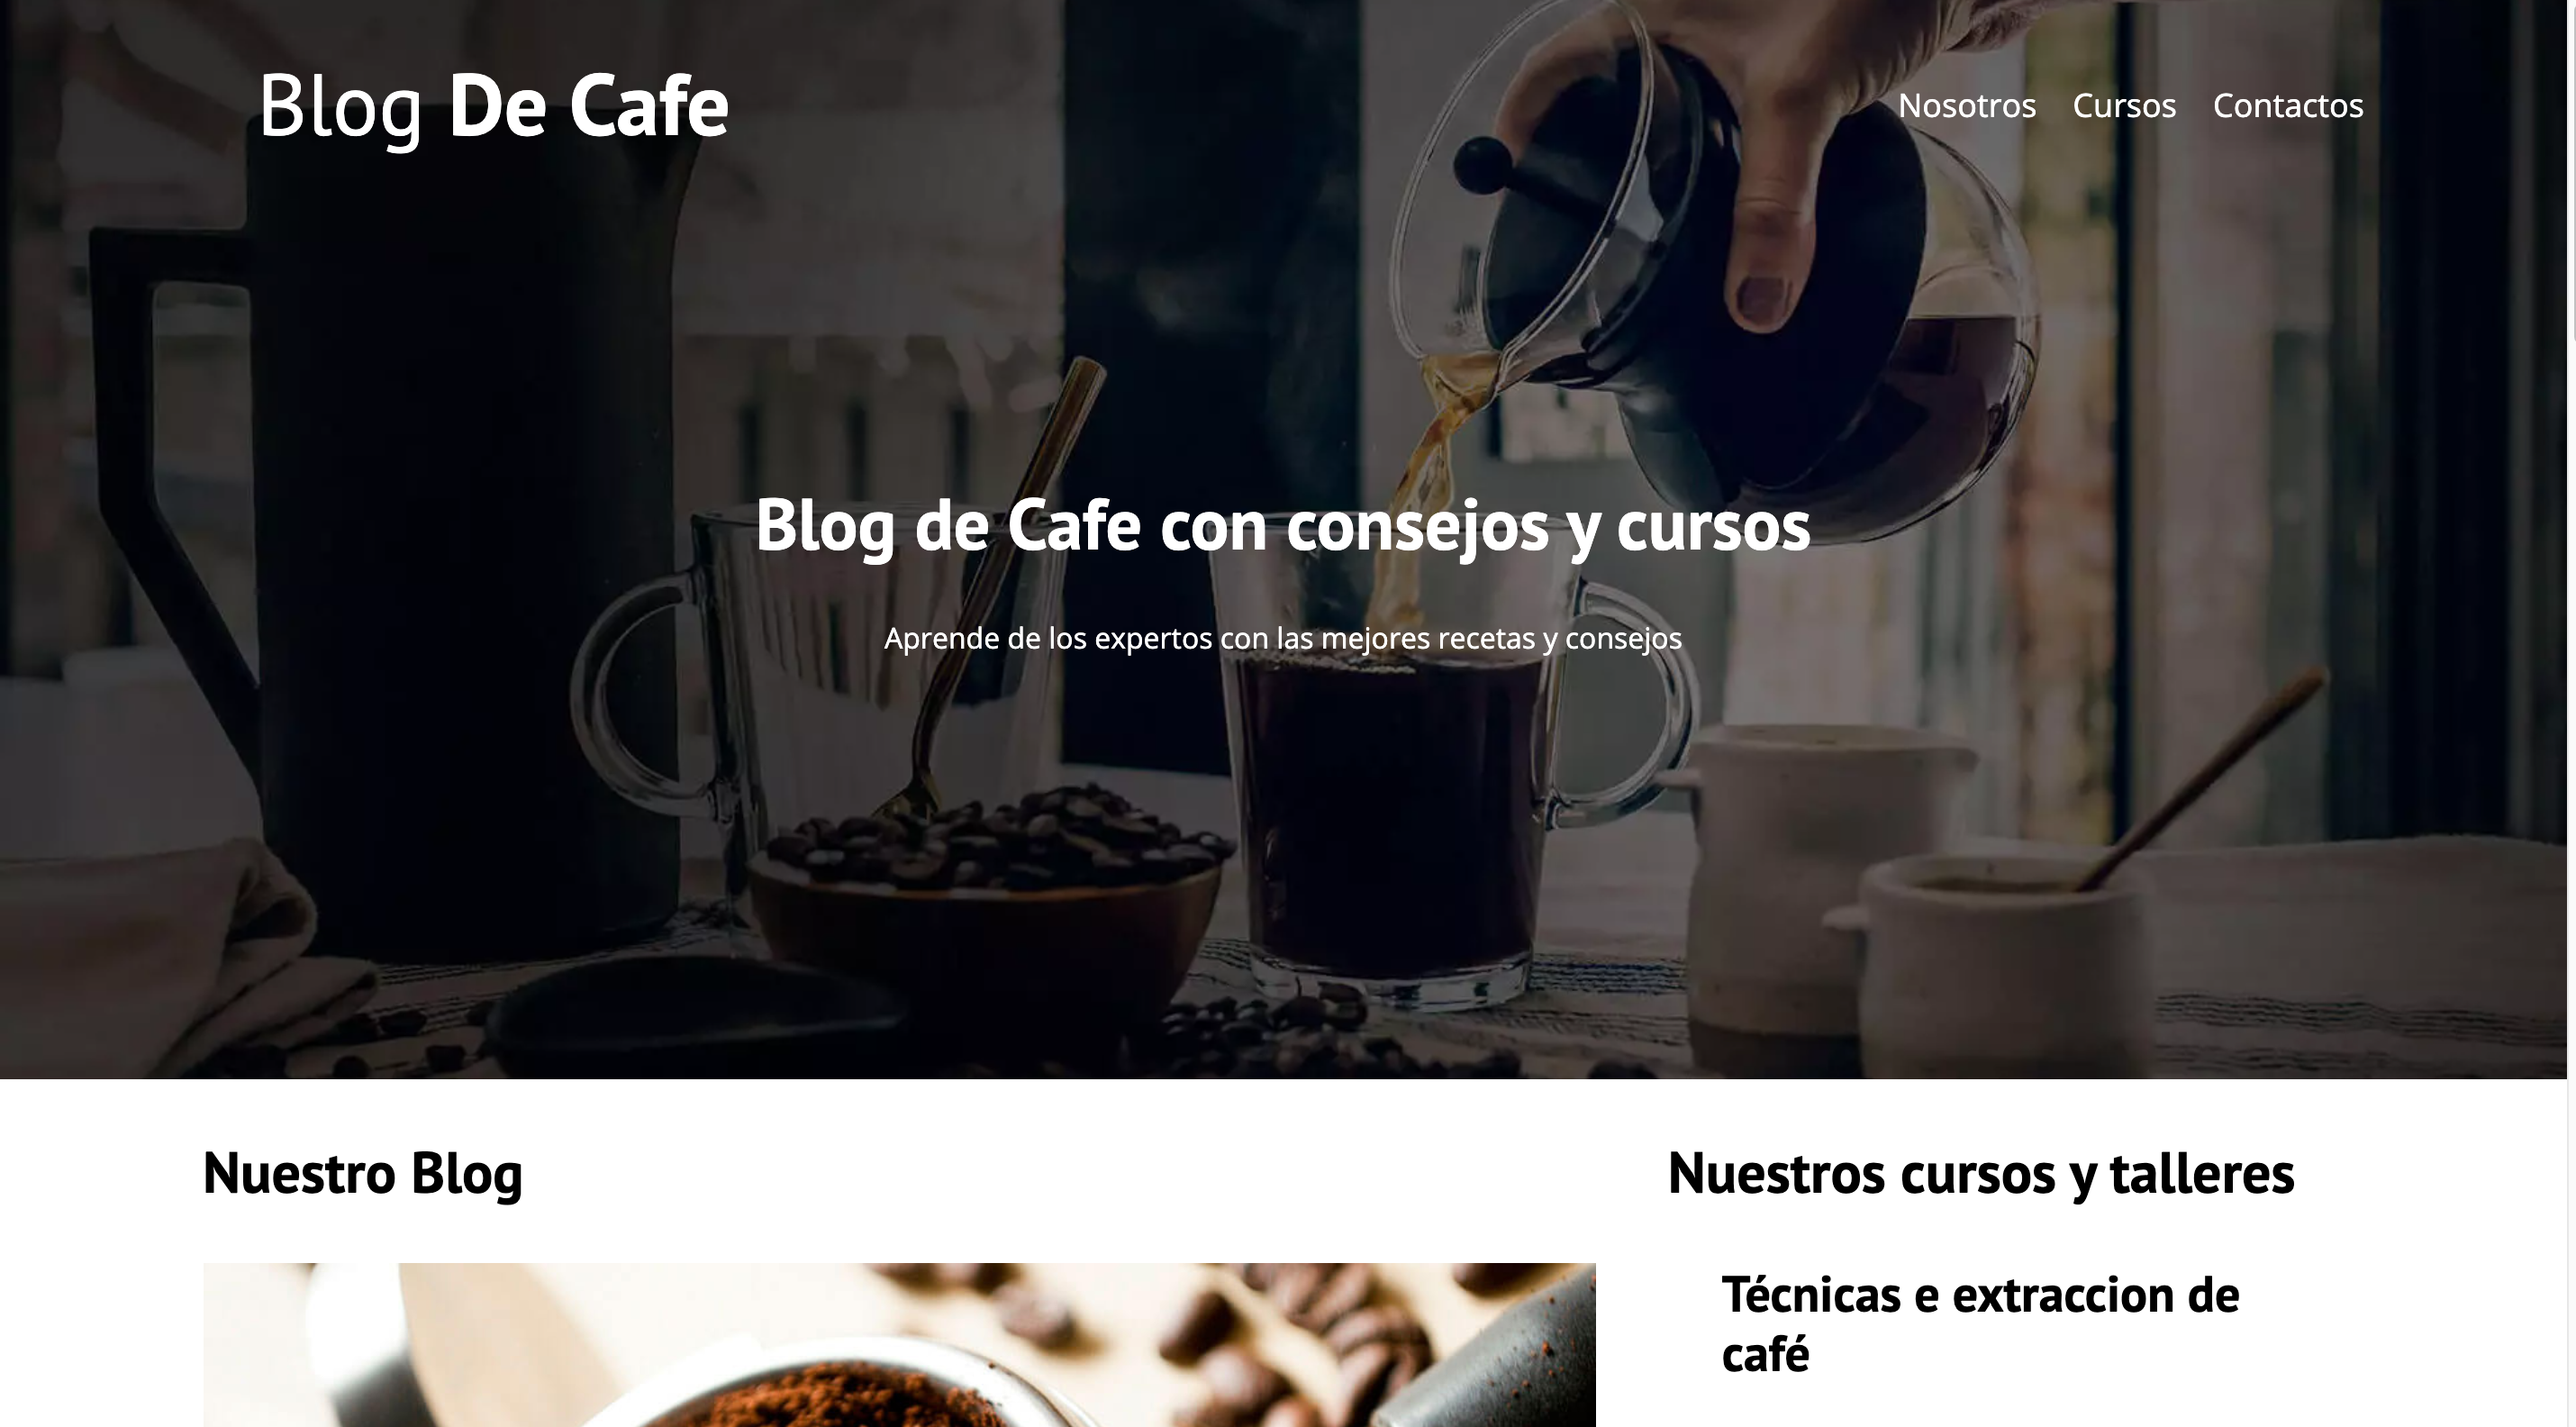 Blog De Cafe
Nosotros Cursos Contactos
Blog de Cafe con consejos y cursos
Aprende de los expertos con las mejores recetas y consejos
Nuestro Blog
Nuestros cursos y talleres
Técnicas e extraccion de
café